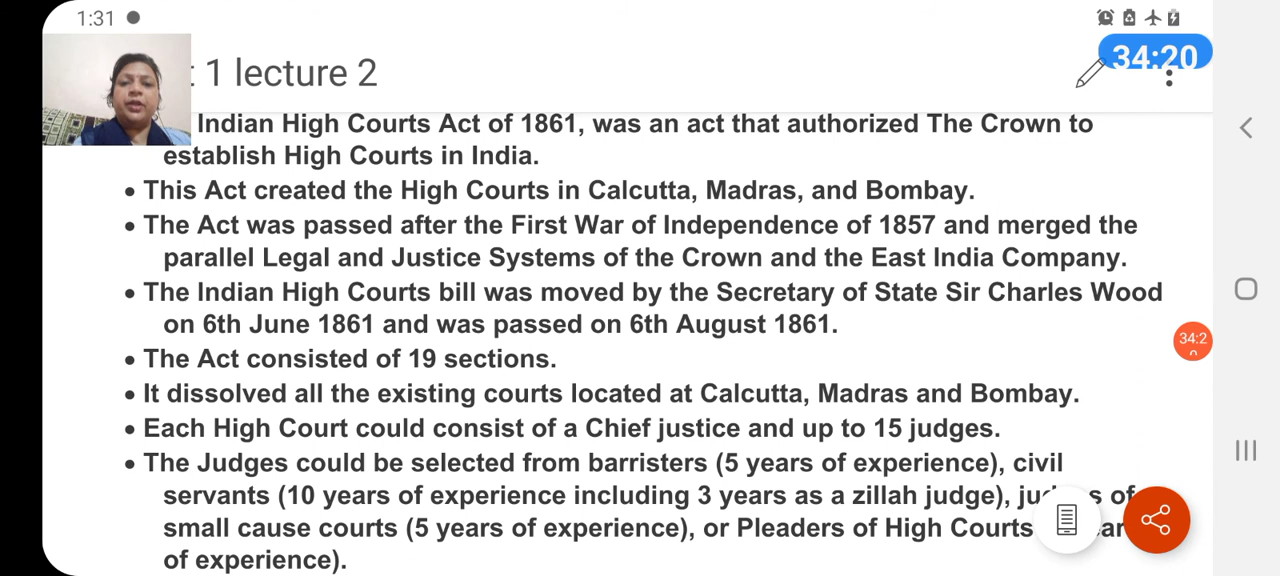 1:31
34:20
: 1 lecture 2
Indian High Courts Act of 1861, was an act that authorized The Crown to
establish High Courts in India.
• This Act created the High Courts in Calcutta, Madras, and Bombay.
• The Act was passed after the First War of Independence of 1857 and merged the
parallel Legal and Justice Systems of the Crown and the East India Company.
• The Indian High Courts bill was moved by the Secretary of State Sir Charles Wood
on 6th June 1861 and was passed on 6th August 1861.
34:2
• The Act consisted of 19 sections.
• It dissolved all the existing courts located at Calcutta, Madras and Bombay.
• Each High Court could consist of a Chief justice and up to 15 judges.
• The Judges could be selected from barristers (5 years of experience), civil
servants (10 years of experience including 3 years as a zillah judge), of
small cause courts (5 years of experience), or Pleaders of High Courts
of experience).